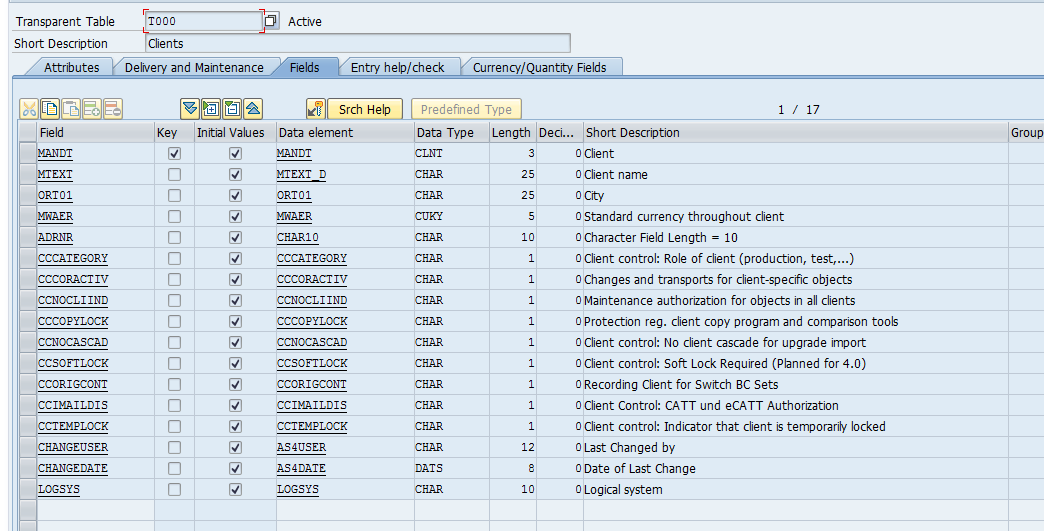 Transparent Table T000 Active
Short Description Clients
Attributes Delivery and Maintenance Fields Entry help/check Currency/Quantity Fields
Srch Help Predefined Type 1 / 17
Field Key Initial Values Data element Data Type Length Deci... Short Description Group
MANDT MANDT CLNT 3 0 Client
MTEXT MTEXT_D CHAR 25 0 Client name
ORT01 ORT01 CHAR 25 0 City
MWAER MWAER CUKY 5 0 Standard currency throughout client
ADRNR CHAR10 CHAR 10 0 Character Field Length = 10
CCCATEGORY CCCATEGORY CHAR 1 0 Client control: Role of client (production, test,...)
CCCORACTIV CCCORACTIV CHAR 1 0 Changes and transports for client-specific objects
CCNOCLIIND CCNOCLIIND CHAR 1 0 Maintenance authorization for objects in all clients
CCCOPYLOCK CCCOPYLOCK CHAR 1 0 Protection reg. client copy program and comparison tools
CCNOCASCAD CCNOCASCAD CHAR 1 0 Client control: No client cascade for upgrade import
CCSOFTLOCK CCSOFTLOCK CHAR 1 0 Client control: Soft Lock Required (Planned for 4.0)
CCORIGCONT CCORIGCONT CHAR 1 0 Recording Client for Switch BC Sets
CCIMAILDIS CCIMAILDIS CHAR 1 0 Client Control: CATT und eCATT Authorization
CCTEMPLOCK CCTEMPLOCK CHAR 1 0 Client control: Indicator that client is temporarily locked
CHANGEUSER AS4USER CHAR 12 0 Last Changed by
CHANGEDATE AS4DATE DATS 8 0 Date of Last Change
LOGSYS LOGSYS CHAR 10 0 Logical system